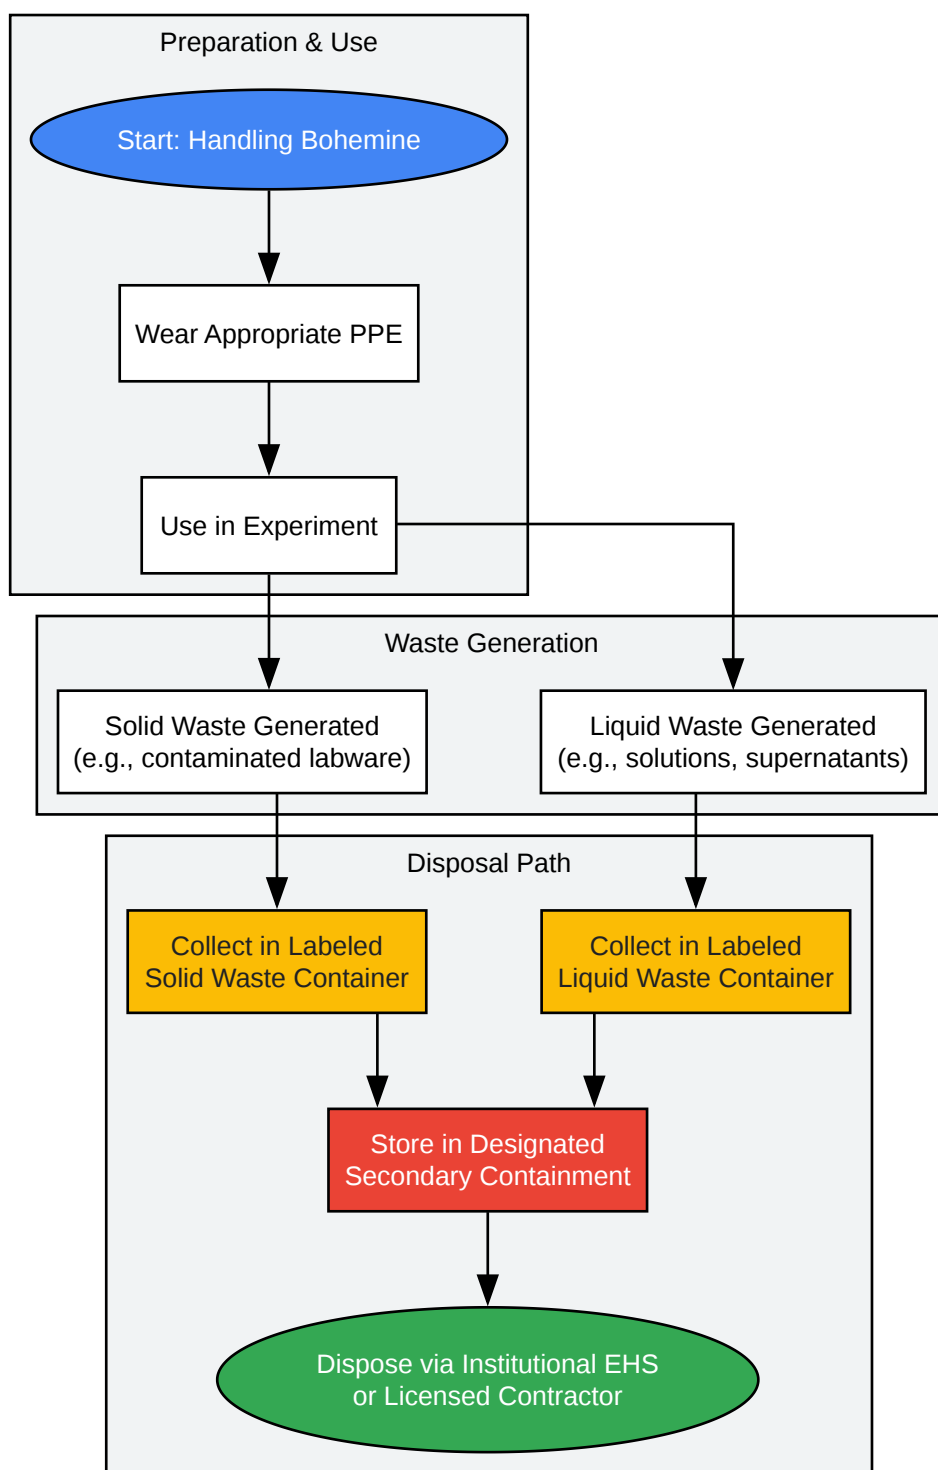 Preparation & Use
Start: Handling Bohemine
Wear Appropriate PPE
Use in Experiment
Waste Generation
Solid Waste Generated
(e.g., contaminated labware)
Liquid Waste Generated
(e.g., solutions, supernatants)
Disposal Path
Collect in Labeled
Solid Waste Container
Collect in Labeled
Liquid Waste Container
Store in Designated
Secondary Containment
Dispose via Institutional EHS
or Licensed Contractor